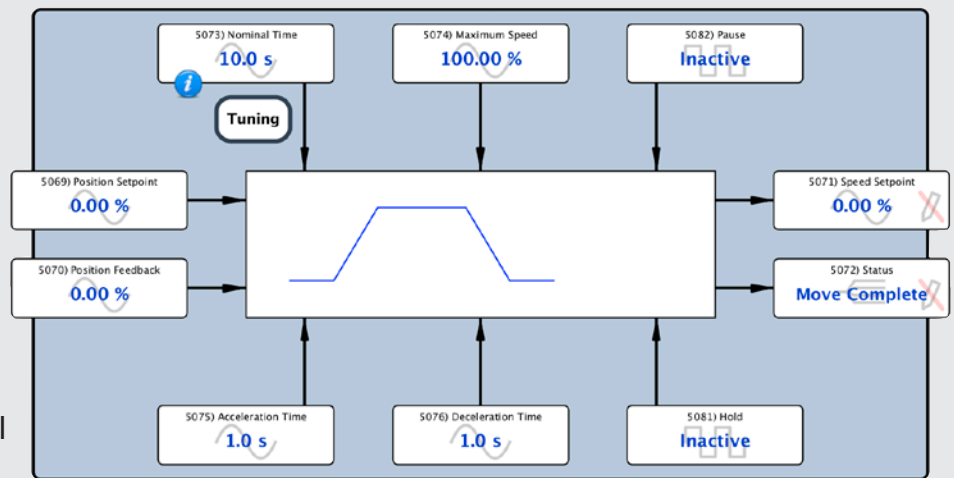 5073) Nominal Time
10.0 s
i
5074) Maximum Speed
100.00 %
5082) Pause
Inactive
Tuning
5069) Position Setpoint
0.00 %
5071) Speed Setpoint
0.00 %
5070) Position Feedback
0.00 %
5072) Status
Move Complete
5075) Acceleration Time
1.0 s
5076) Deceleration Time
1.0 s
5081) Hold
Inactive